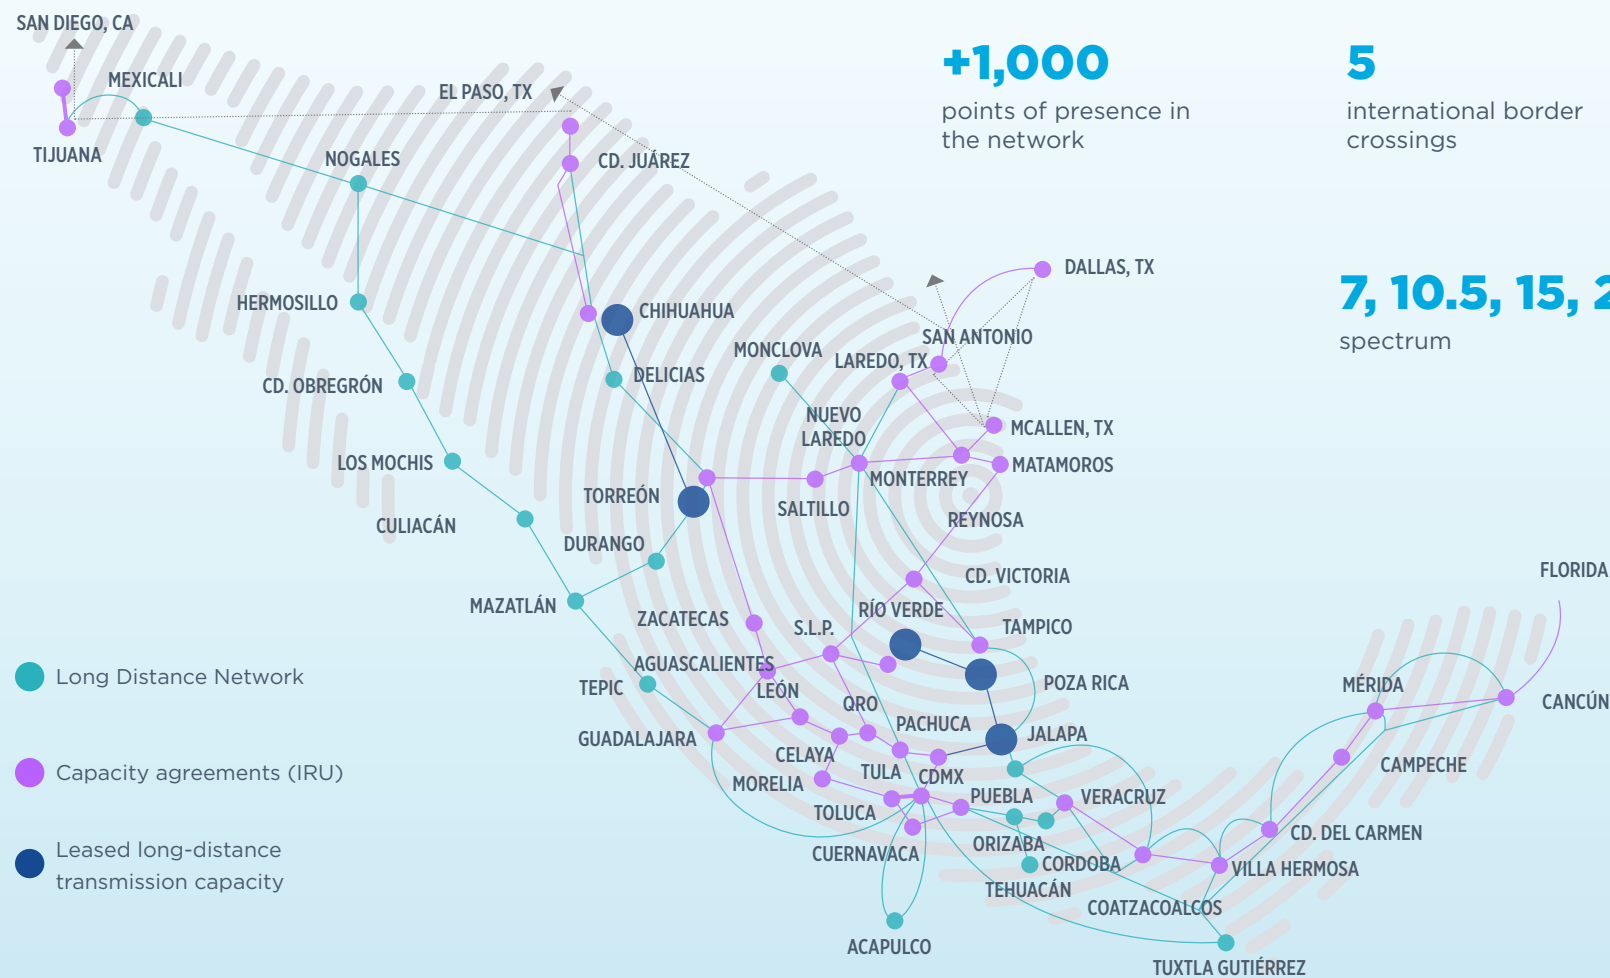 SAN DIEGO, CA
MEXICALI
TIJUANA
EL PASO, TX
CD. JUÁREZ
NOGALES
HERMOSILLO
CHIHUAHUA
CD. OBREGRÓN
DELICIAS
MONCLOVA
LAREDO, TX
SAN ANTONIO
DALLAS, TX
NUEVO
LAREDO
MCALLEN, TX
LOS MOCHIS
MATAMOROS
MONTERREY
TORREÓN
SALTILLO
REYNOSA
CULIACÁN
DURANGO
CD. VICTORIA
MAZATLÁN
RÍO VERDE
ZACATECAS
S.L.P.
TAMPICO
AGUASCALIENTES
TEPIC
LEÓN
POZA RICA
QRO
PACHUCA
JALAPA
GUADALAJARA
CELAYA
TULA
CDMX
MORELIA
PUEBLA
VERACRUZ
TOLUCA
ORIZABA
CUERNAVACA
CORDOBA
TEHUACÁN
COATZACOALCOS
ACAPULCO
TUXTLA GUTIÉRREZ
VILLA HERMOSA
CD. DEL CARMEN
CAMPECHE
MÉRIDA
CANCÚN
FLORIDA
+1,000
points of presence in
the network
5
international border
crossings
7, 10.5, 15,
spectrum
Long Distance Network
Capacity agreements (IRU)
Leased long-distance
transmission capacity